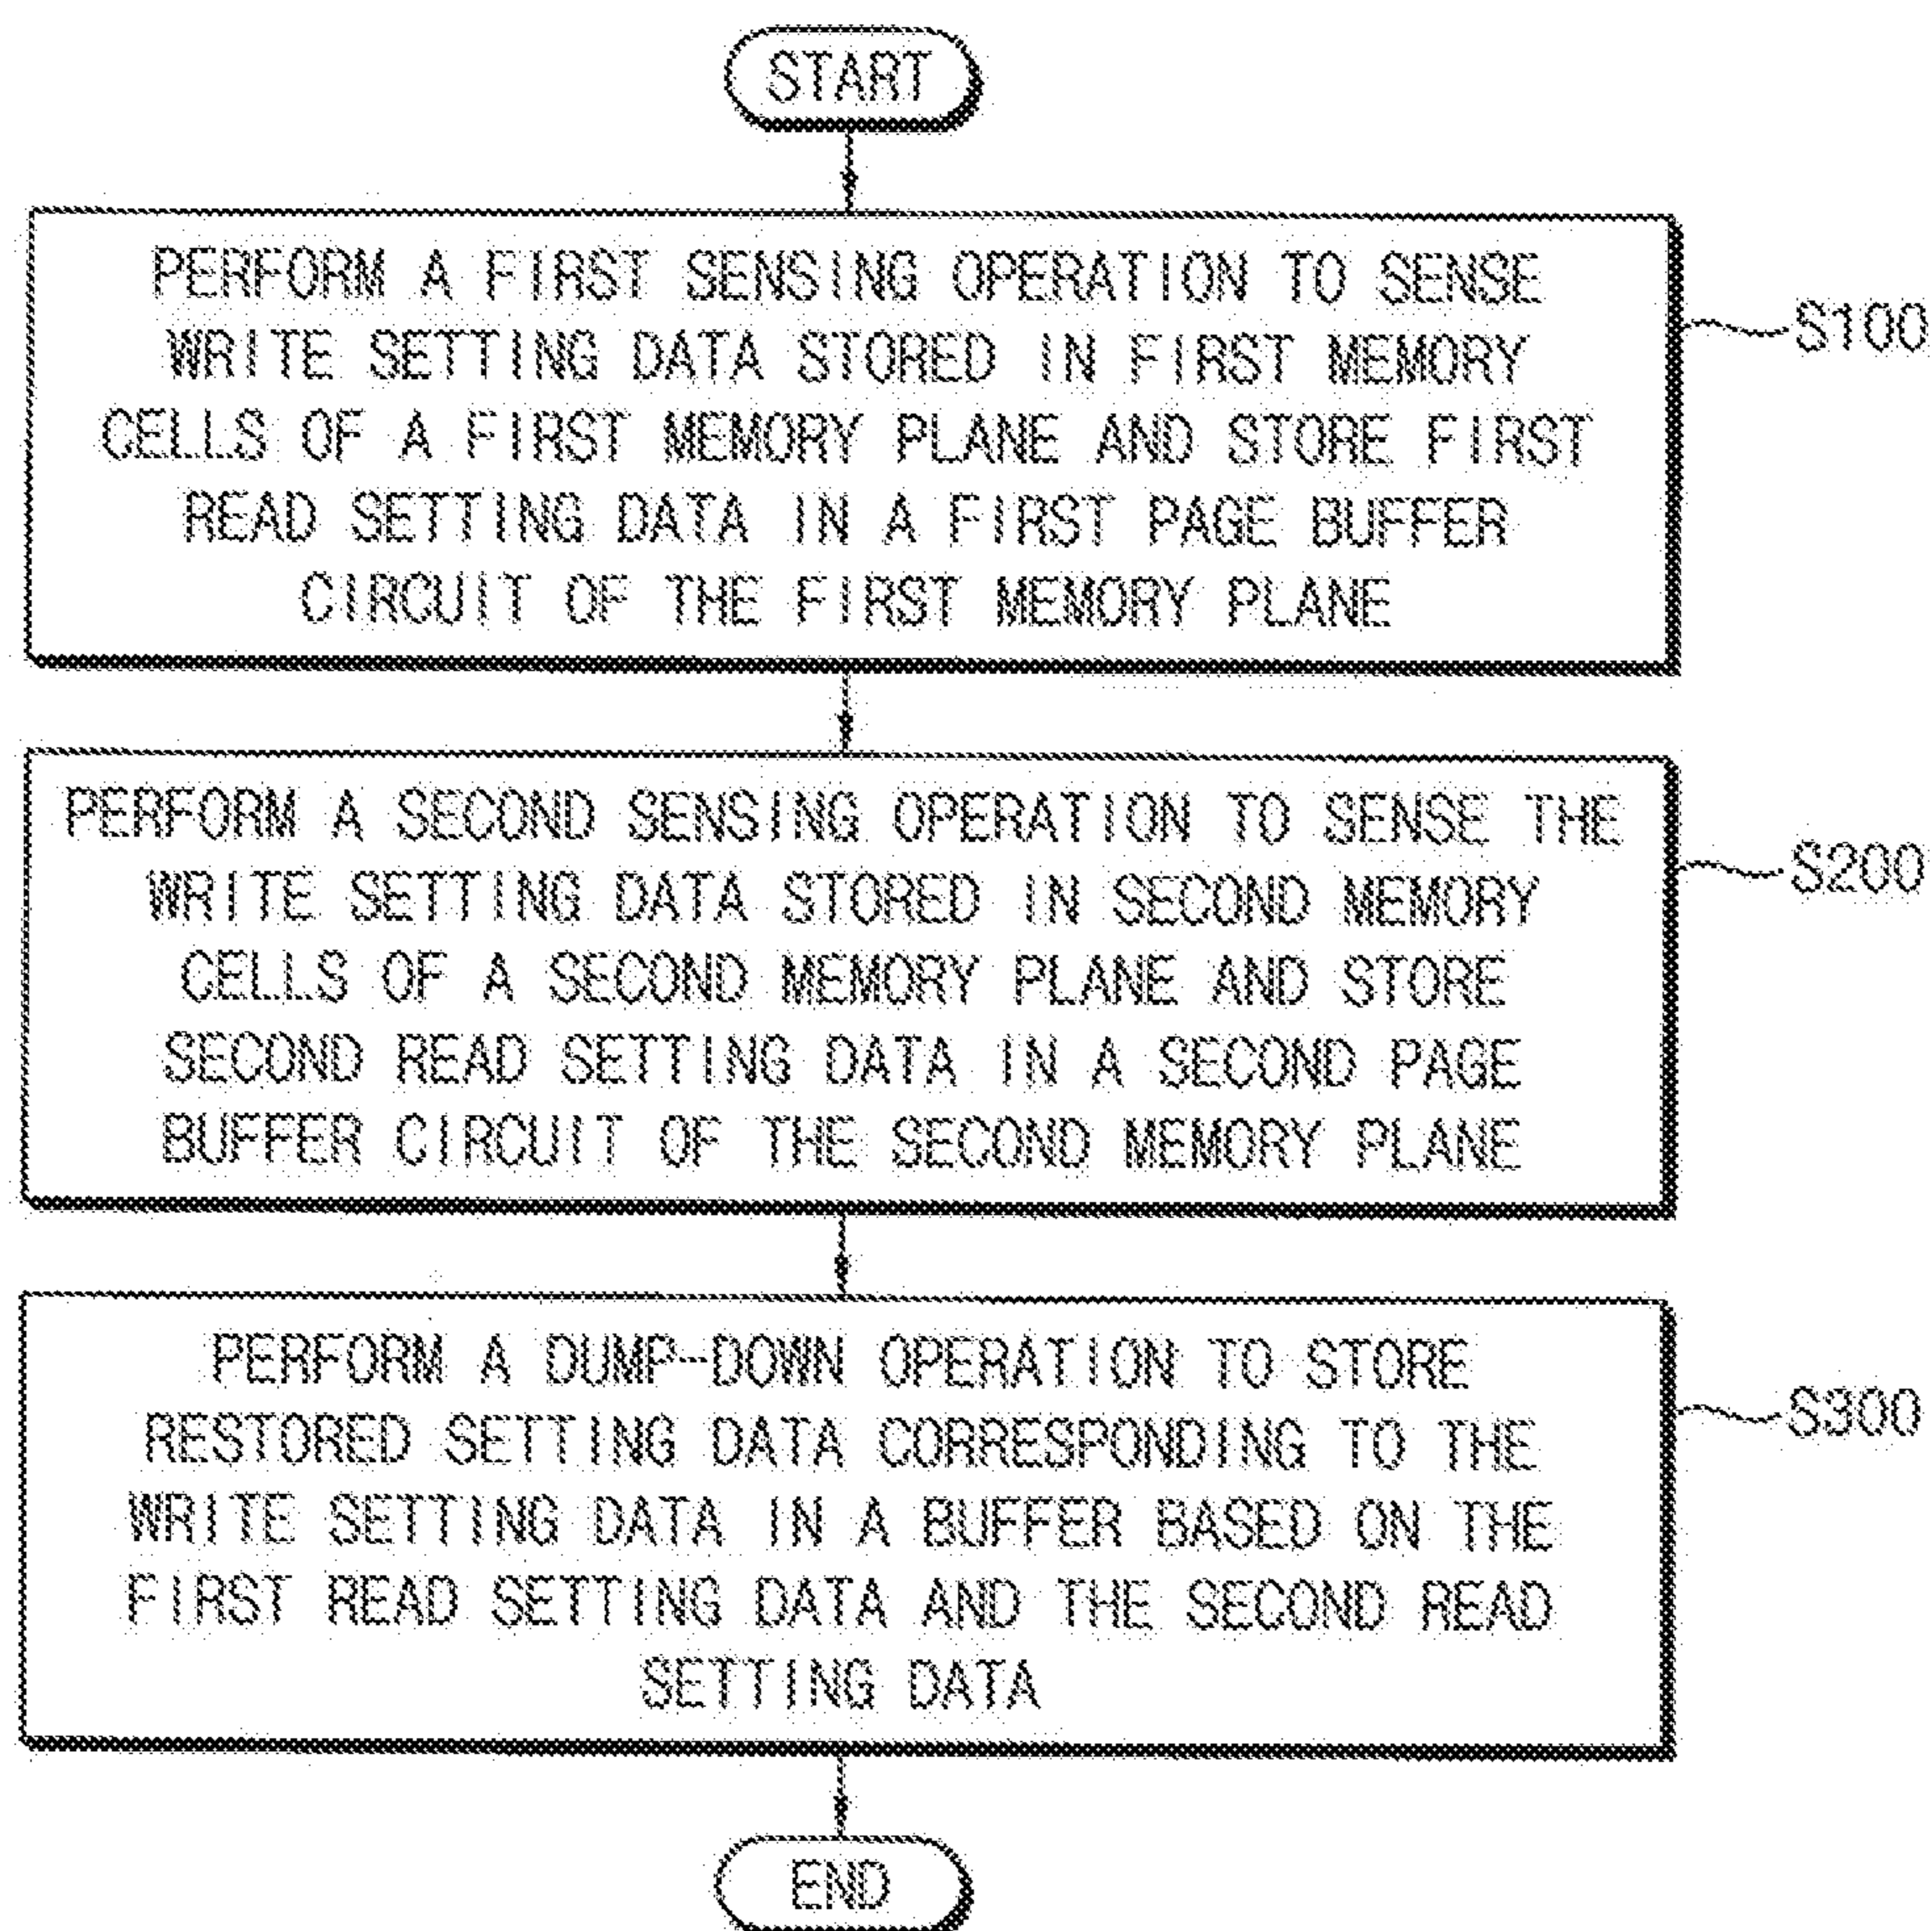 START
PERFORM A FIRST SENSING OPERATION TO SENSE
WRITE SETTING DATA STORED IN FIRST MEMORY
CELLS OF A FIRST MEMORY PLANE AND STORE FIRST
READ SETTING DATA IN A FIRST PAGE BUFFER
CIRCUIT OF THE FIRST MEMORY PLANE
S100
PERFORM A SECOND SENSING OPERATION TO SENSE THE
WRITE SETTING DATA STORED IN SECOND MEMORY
CELLS OF A SECOND MEMORY PLANE AND STORE
SECOND READ SETTING DATA IN A SECOND PAGE
BUFFER CIRCUIT OF THE SECOND MEMORY PLANE
S200
PERFORM A DUMP-DOWN OPERATION TO STORE
RESTORED SETTING DATA CORRESPONDING TO THE
WRITE SETTING DATA IN A BUFFER BASED ON THE
FIRST READ SETTING DATA AND THE SECOND READ
SETTING DATA
S300
END